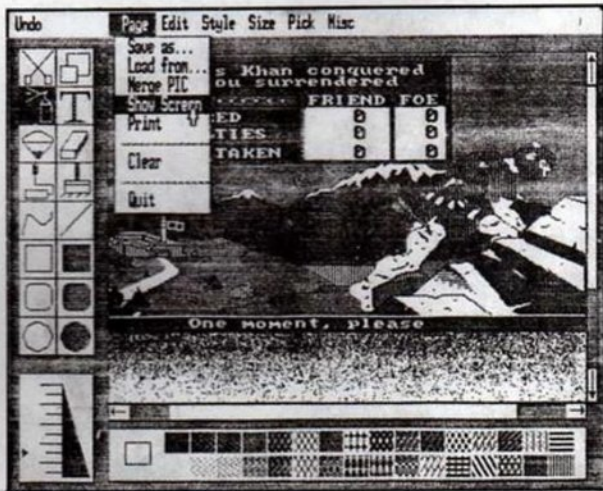 Undo Page Edit Style Size Pick Misc
Save as...
Load from...
Merge PIC
Show Screen
Print
Clear
Quit
s Khan conquered
ou surrendered
FRIEND FOE
ED 0 0
TIES 0 0
TAKEN 0 0
One moment, please
T